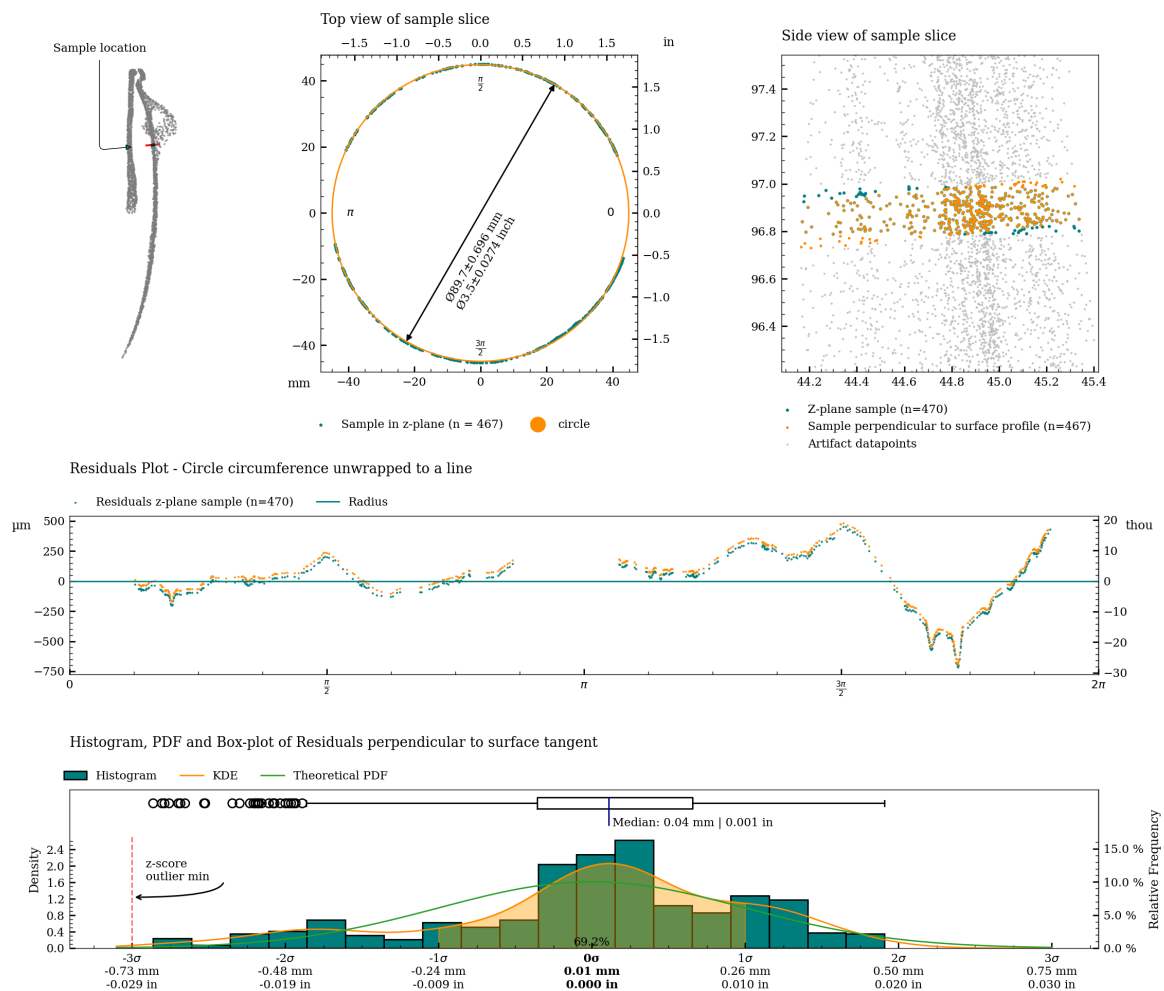 Top view of sample slice
Side view of sample slice
Sample location
−1.5 −1.0 −0.5 0.0 0.5 1.0 1.5 in
40
20
0
−20
−40
mm
−40 −20 0 20 40
1.5
1.0
0.5
0.0
−0.5
−1.0
−1.5
π/2
π
0
3π/2
Ø89.7±0.696 mm
Ø3.5±0.0274 inch
Sample in z-plane (n = 467)
circle
97.4
97.2
97.0
96.8
96.6
96.4
44.2 44.4 44.6 44.8 45.0 45.2 45.4
Z-plane sample (n=470)
Sample perpendicular to surface profile (n=467)
Artifact datapoints
Residuals Plot - Circle circumference unwrapped to a line
Residuals z-plane sample (n=470)
Radius
µm
500
250
0
−250
−500
−750
thou
20
10
0
−10
−20
−30
0 π/2 π 3π/2 2π
Histogram, PDF and Box-plot of Residuals perpendicular to surface tangent
Histogram
KDE
Theoretical PDF
Median: 0.04 mm | 0.001 in
z-score
outlier min
Density
2.4
2.0
1.6
1.2
0.8
0.4
0.0
Relative Frequency
15.0 %
10.0 %
5.0 %
0.0 %
69.2%
-3σ -2σ -1σ 0σ 1σ 2σ 3σ
-0.73 mm -0.48 mm -0.24 mm 0.01 mm 0.26 mm 0.50 mm 0.75 mm
-0.029 in -0.019 in -0.009 in 0.000 in 0.010 in 0.020 in 0.030 in